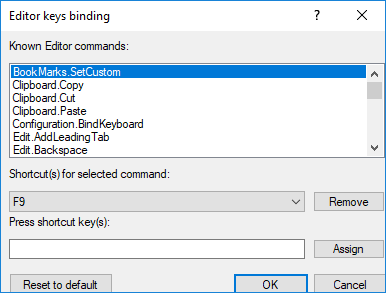 Editor keys binding
?
Known Editor commands:
BookMarks.SetCustom
Clipboard.Copy
Clipboard.Cut
Clipboard.Paste
Configuration.BindKeyboard
Edit.AddLeadingTab
Edit.Backspace
Shortcut(s) for selected command:
F9
Remove
Press shortcut key(s):
Assign
Reset to default
OK
Cancel